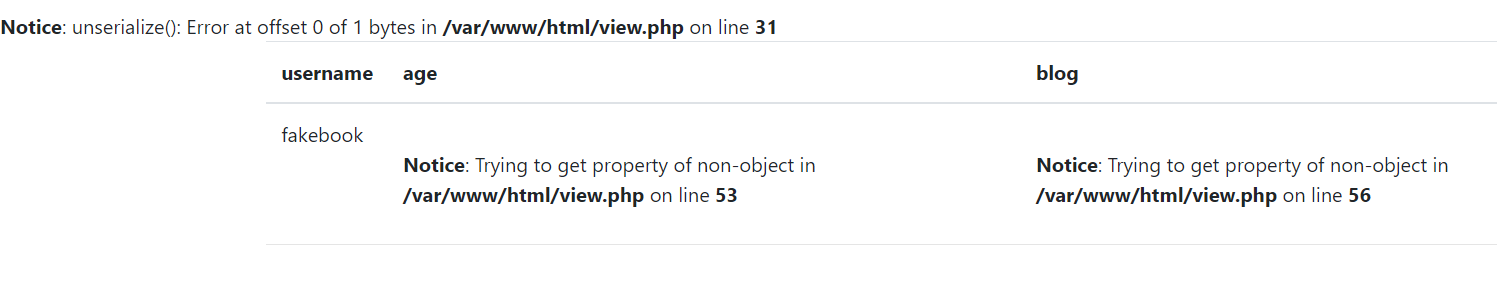 Notice: unserialize(): Error at offset 0 of 1 bytes in /var/www/html/view.php on line 31
username age blog
fakebook
Notice: Trying to get property of non-object in
/var/www/html/view.php on line 53
Notice: Trying to get property of non-object in
/var/www/html/view.php on line 56